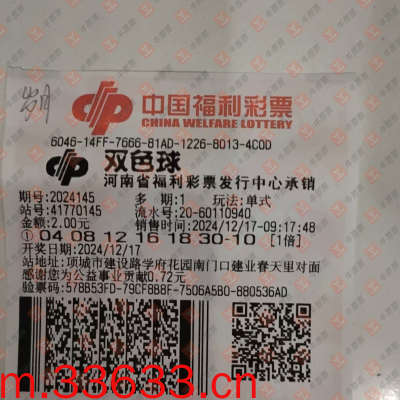 岁月
中国福利彩票
CHINA WELFARE LOTTERY
6046-14FF-7666-81AD-1226-8013-4C0D
双色球
河南省福利彩票发行中心承销
期号:2024145 多 期:1 玩法:单式
站号:41770145 流水号:20-60110940
金额:2.00元 销售时间:2024/12/17-09:17:48
① 04 08 12 16 18 30-10 [1倍]
开奖日期:2024/12/17
站地址:项城市建设路学府花园南门口建业春天里对面
感谢您为公益事业贡献0.72元
验票码:578B53FD-79CF8B8F-7506A5B0-880536AD
m.33633.cn